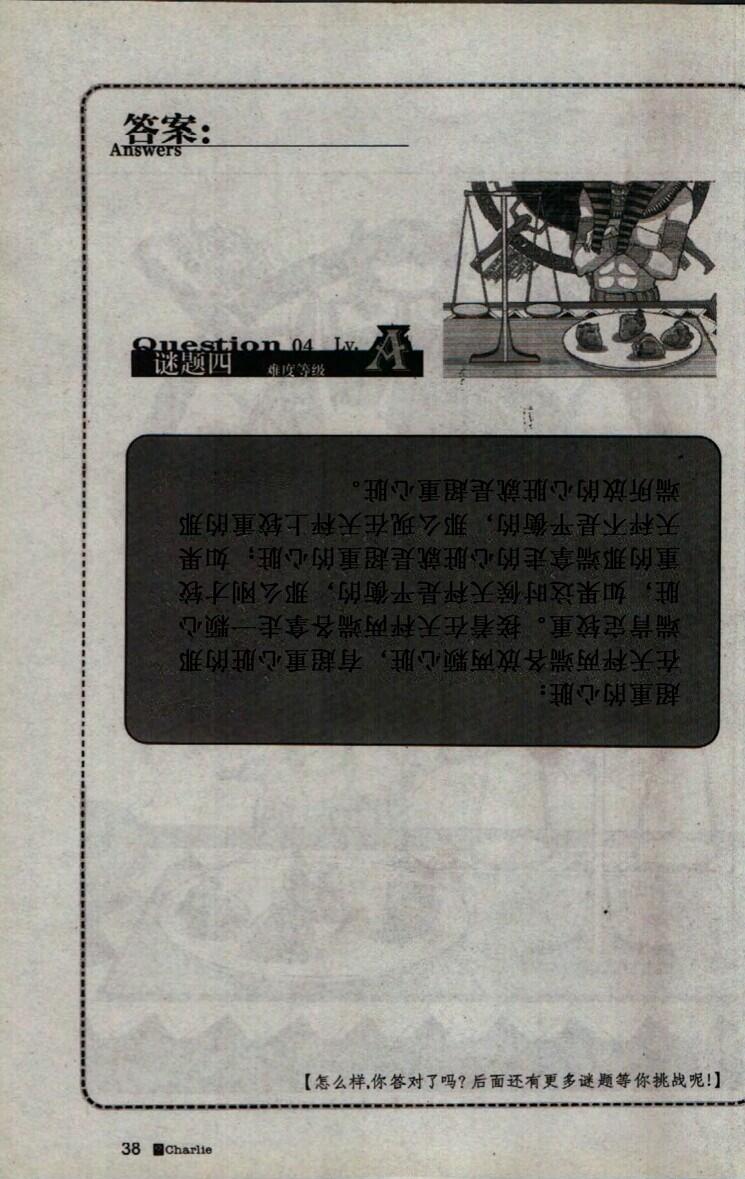 答案:
Answers
Question 04 Lv. A
谜题四 难度等级
超重的心脏:
在天秤两端各放两颗心脏，有超重心脏的那
端肯定较重。接着在天秤两端各拿走一颗心
脏，如果这时候天秤是平衡的，那么刚才较
重的那端拿走的心脏就是超重的心脏；如果
天秤不是平衡的，那么现在天秤上较重的那
端所放的心脏就是超重心脏。
【怎么样,你答对了吗?后面还有更多谜题等你挑战呢!】
38 Charlie